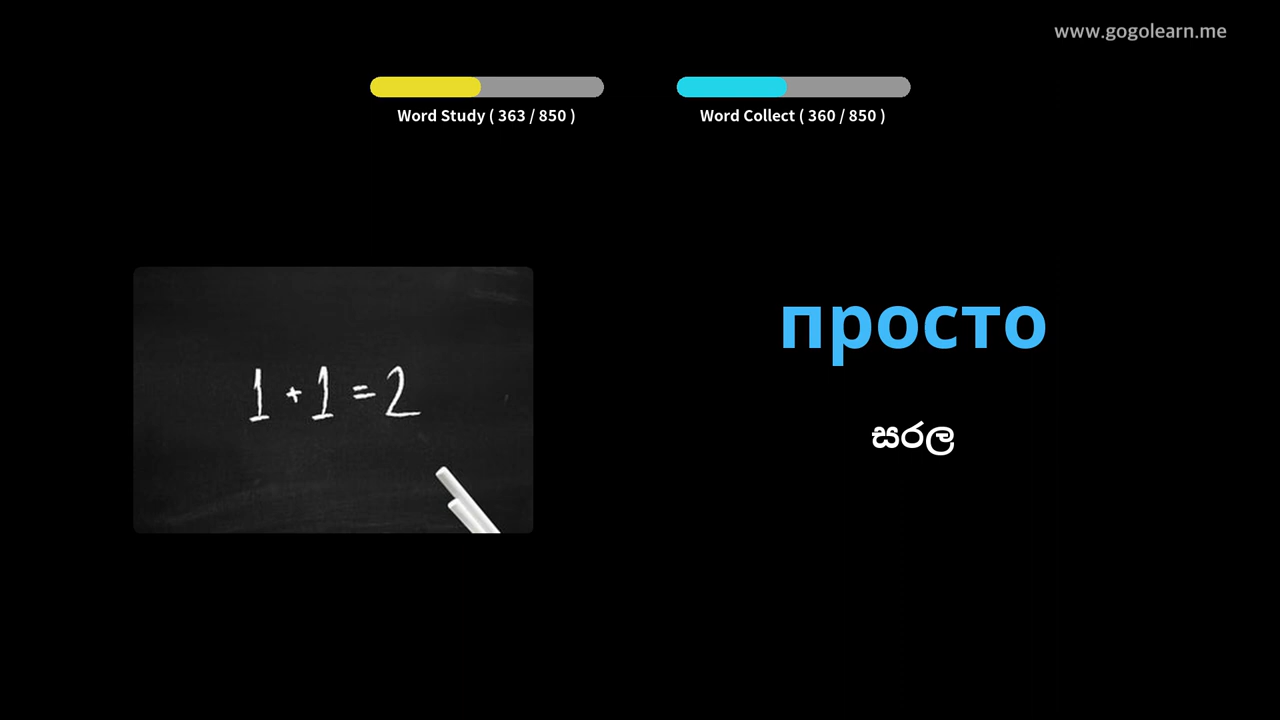 www.gogolearn.me
Word Study ( 363 / 850 )
Word Collect ( 360 / 850 )
1 + 1 = 2
просто
සරල